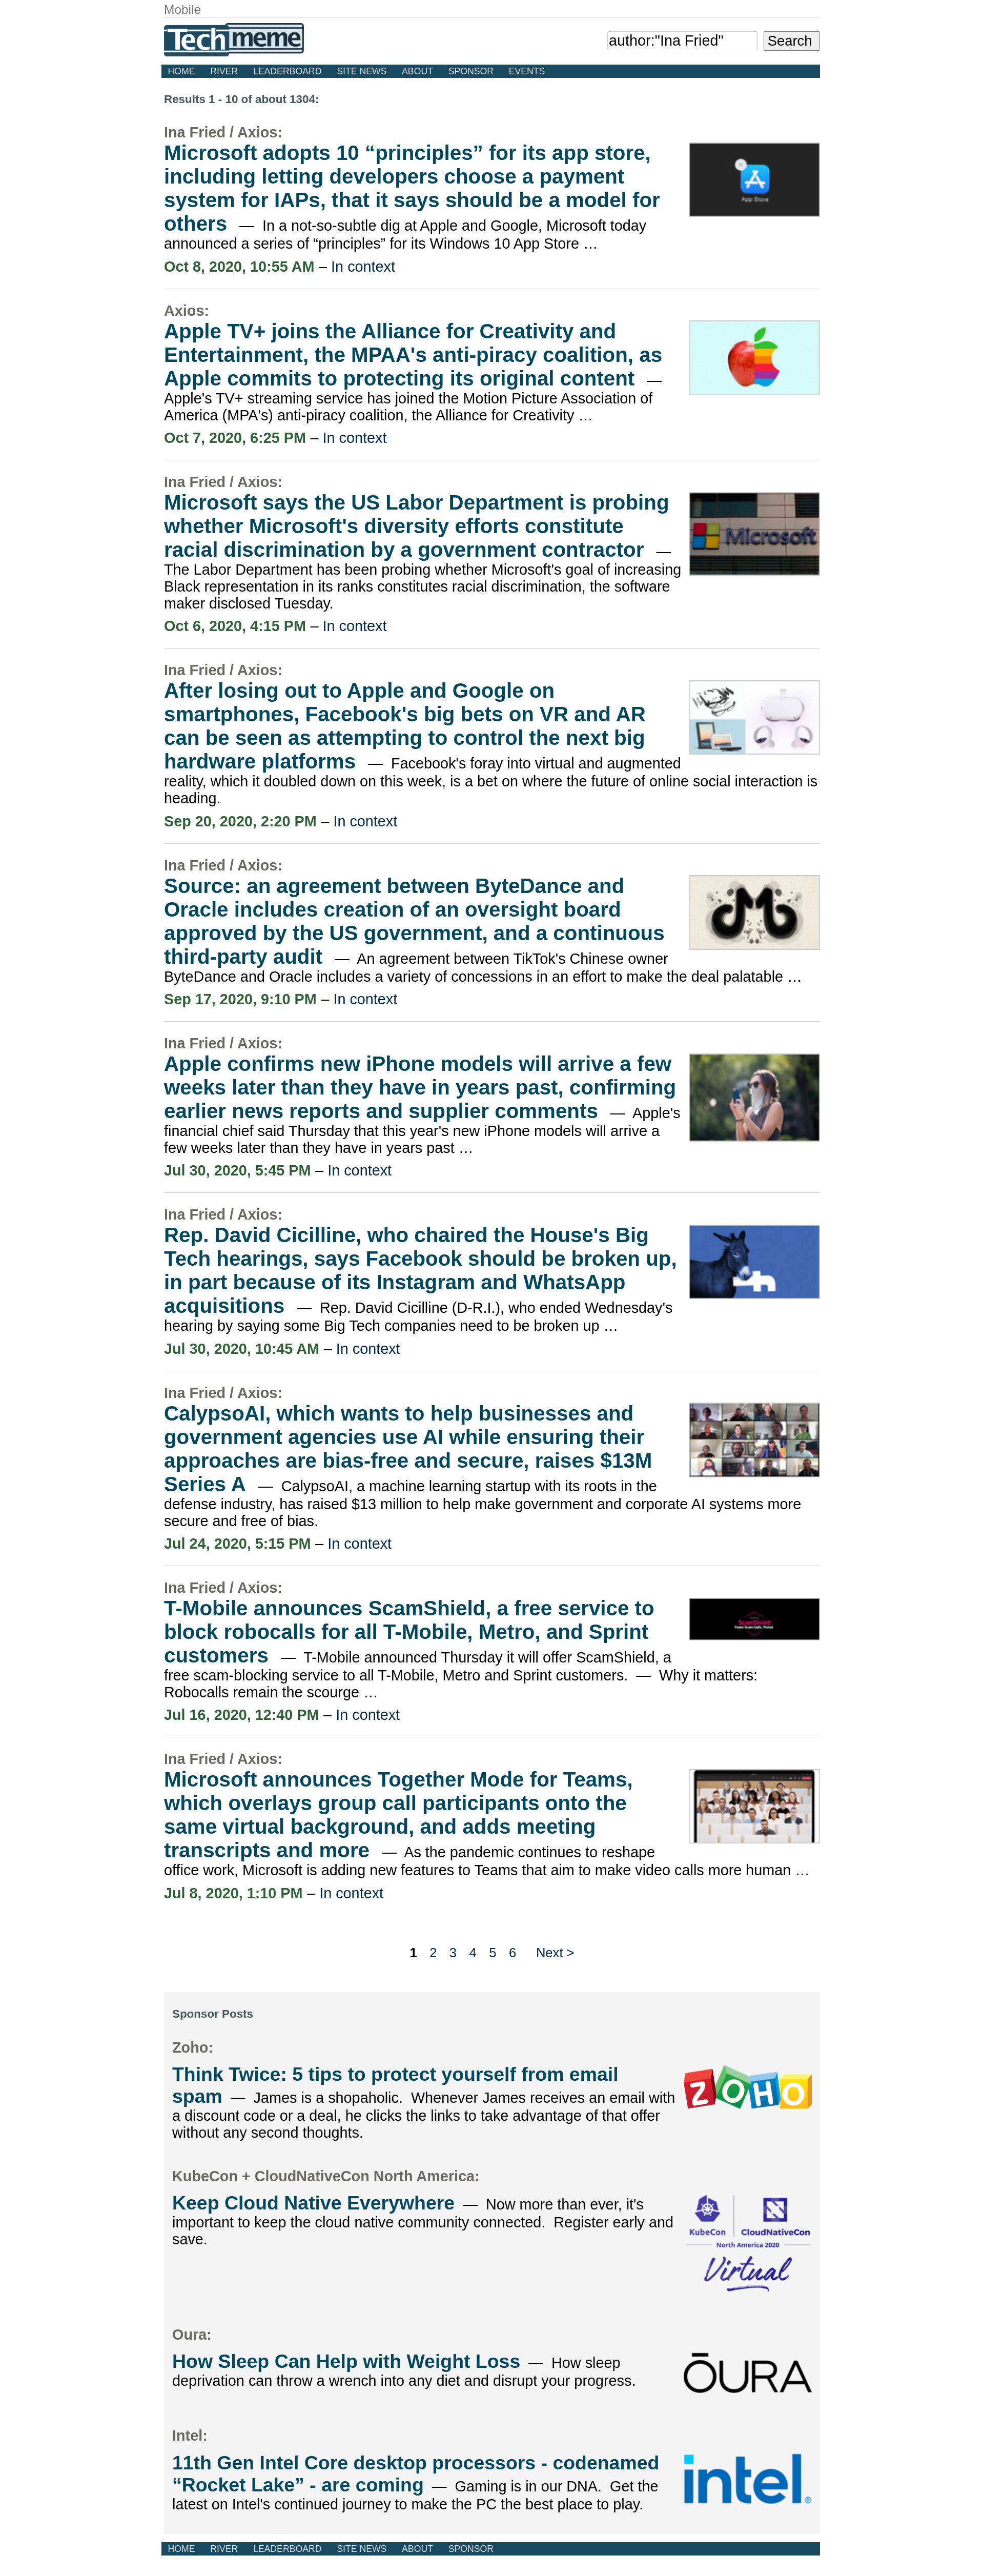 Mobile
Techmeme
author:"Ina Fried"
Search
HOME RIVER LEADERBOARD SITE NEWS ABOUT SPONSOR EVENTS
Results 1 - 10 of about 1304:
Ina Fried / Axios:
Microsoft adopts 10 “principles” for its app store,
including letting developers choose a payment
system for IAPs, that it says should be a model for
others — In a not-so-subtle dig at Apple and Google, Microsoft today
announced a series of “principles” for its Windows 10 App Store …
App Store
Oct 8, 2020, 10:55 AM – In context
Axios:
Apple TV+ joins the Alliance for Creativity and
Entertainment, the MPAA's anti-piracy coalition, as
Apple commits to protecting its original content —
Apple's TV+ streaming service has joined the Motion Picture Association of
America (MPA's) anti-piracy coalition, the Alliance for Creativity …
Oct 7, 2020, 6:25 PM – In context
Ina Fried / Axios:
Microsoft says the US Labor Department is probing
whether Microsoft's diversity efforts constitute
racial discrimination by a government contractor —
The Labor Department has been probing whether Microsoft's goal of increasing
Black representation in its ranks constitutes racial discrimination, the software
maker disclosed Tuesday.
Microsoft
Oct 6, 2020, 4:15 PM – In context
Ina Fried / Axios:
After losing out to Apple and Google on
smartphones, Facebook's big bets on VR and AR
can be seen as attempting to control the next big
hardware platforms — Facebook's foray into virtual and augmented
reality, which it doubled down on this week, is a bet on where the future of online social interaction is
heading.
Sep 20, 2020, 2:20 PM – In context
Ina Fried / Axios:
Source: an agreement between ByteDance and
Oracle includes creation of an oversight board
approved by the US government, and a continuous
third-party audit — An agreement between TikTok's Chinese owner
ByteDance and Oracle includes a variety of concessions in an effort to make the deal palatable …
Sep 17, 2020, 9:10 PM – In context
Ina Fried / Axios:
Apple confirms new iPhone models will arrive a few
weeks later than they have in years past, confirming
earlier news reports and supplier comments — Apple's
financial chief said Thursday that this year's new iPhone models will arrive a
few weeks later than they have in years past …
Jul 30, 2020, 5:45 PM – In context
Ina Fried / Axios:
Rep. David Cicilline, who chaired the House's Big
Tech hearings, says Facebook should be broken up,
in part because of its Instagram and WhatsApp
acquisitions — Rep. David Cicilline (D-R.I.), who ended Wednesday's
hearing by saying some Big Tech companies need to be broken up …
Jul 30, 2020, 10:45 AM – In context
Ina Fried / Axios:
CalypsoAI, which wants to help businesses and
government agencies use AI while ensuring their
approaches are bias-free and secure, raises $13M
Series A — CalypsoAI, a machine learning startup with its roots in the
defense industry, has raised $13 million to help make government and corporate AI systems more
secure and free of bias.
Jul 24, 2020, 5:15 PM – In context
Ina Fried / Axios:
T-Mobile announces ScamShield, a free service to
block robocalls for all T-Mobile, Metro, and Sprint
customers — T-Mobile announced Thursday it will offer ScamShield, a
free scam-blocking service to all T-Mobile, Metro and Sprint customers. — Why it matters:
Robocalls remain the scourge …
ScamShield
Jul 16, 2020, 12:40 PM – In context
Ina Fried / Axios:
Microsoft announces Together Mode for Teams,
which overlays group call participants onto the
same virtual background, and adds meeting
transcripts and more — As the pandemic continues to reshape
office work, Microsoft is adding new features to Teams that aim to make video calls more human …
Jul 8, 2020, 1:10 PM – In context
1 2 3 4 5 6 Next >
Sponsor Posts
Zoho:
Think Twice: 5 tips to protect yourself from email
spam — James is a shopaholic. Whenever James receives an email with
a discount code or a deal, he clicks the links to take advantage of that offer
without any second thoughts.
ZOHO
KubeCon + CloudNativeCon North America:
Keep Cloud Native Everywhere — Now more than ever, it's
important to keep the cloud native community connected. Register early and
save.
KubeCon CloudNativeCon
North America 2020
Virtual
Oura:
How Sleep Can Help with Weight Loss — How sleep
deprivation can throw a wrench into any diet and disrupt your progress.
ŌURA
Intel:
11th Gen Intel Core desktop processors - codenamed
“Rocket Lake” - are coming — Gaming is in our DNA. Get the
latest on Intel's continued journey to make the PC the best place to play.
intel®
HOME RIVER LEADERBOARD SITE NEWS ABOUT SPONSOR